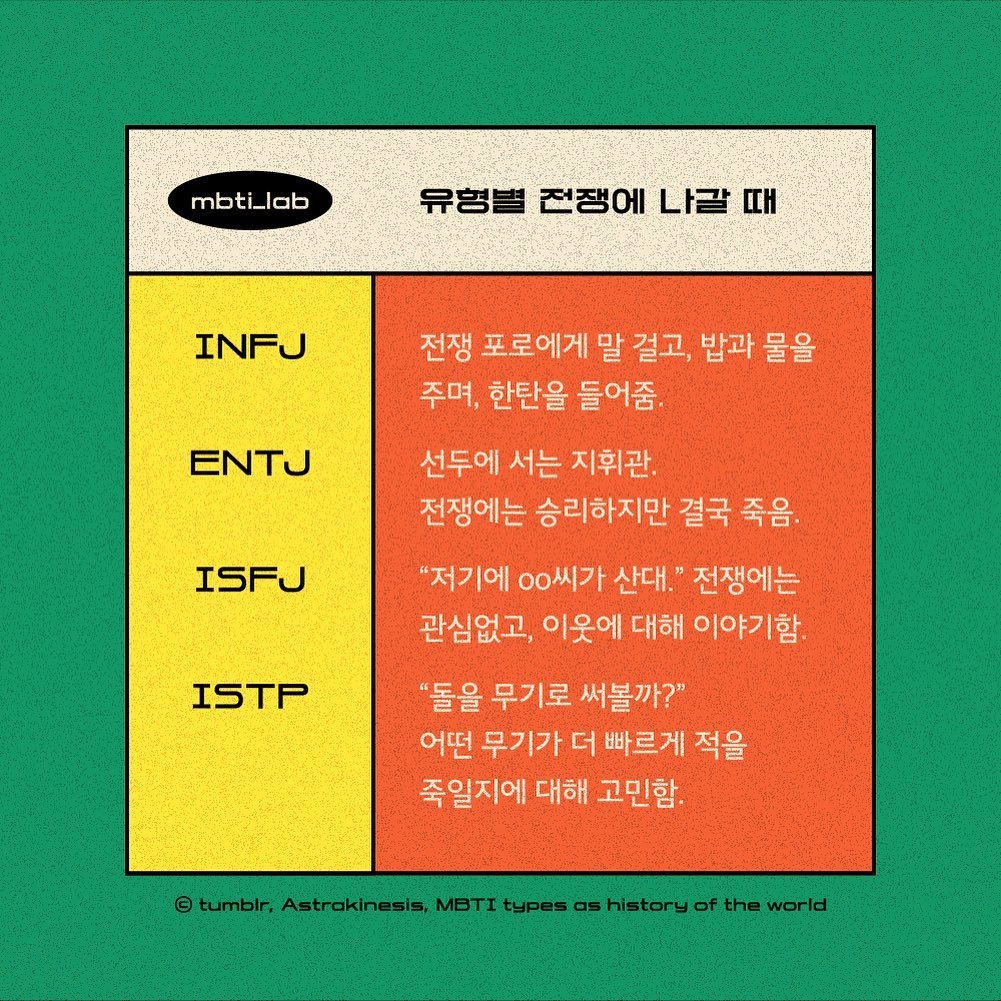 mbti_lab
유형별 전쟁에 나갈 때
INFJ
전쟁 포로에게 말 걸고, 밥과 물을
주며, 한탄을 들어줌.
ENTJ
선두에 서는 지휘관.
전쟁에는 승리하지만 결국 죽음.
ISFJ
“저기에 oo씨가 산대.” 전쟁에는
관심없고, 이웃에 대해 이야기함.
ISTP
“돌을 무기로 써볼까?”
어떤 무기가 더 빠르게 적을
죽일지에 대해 고민함.
© tumblr, Astrakinesis, MBTI types as history of the world